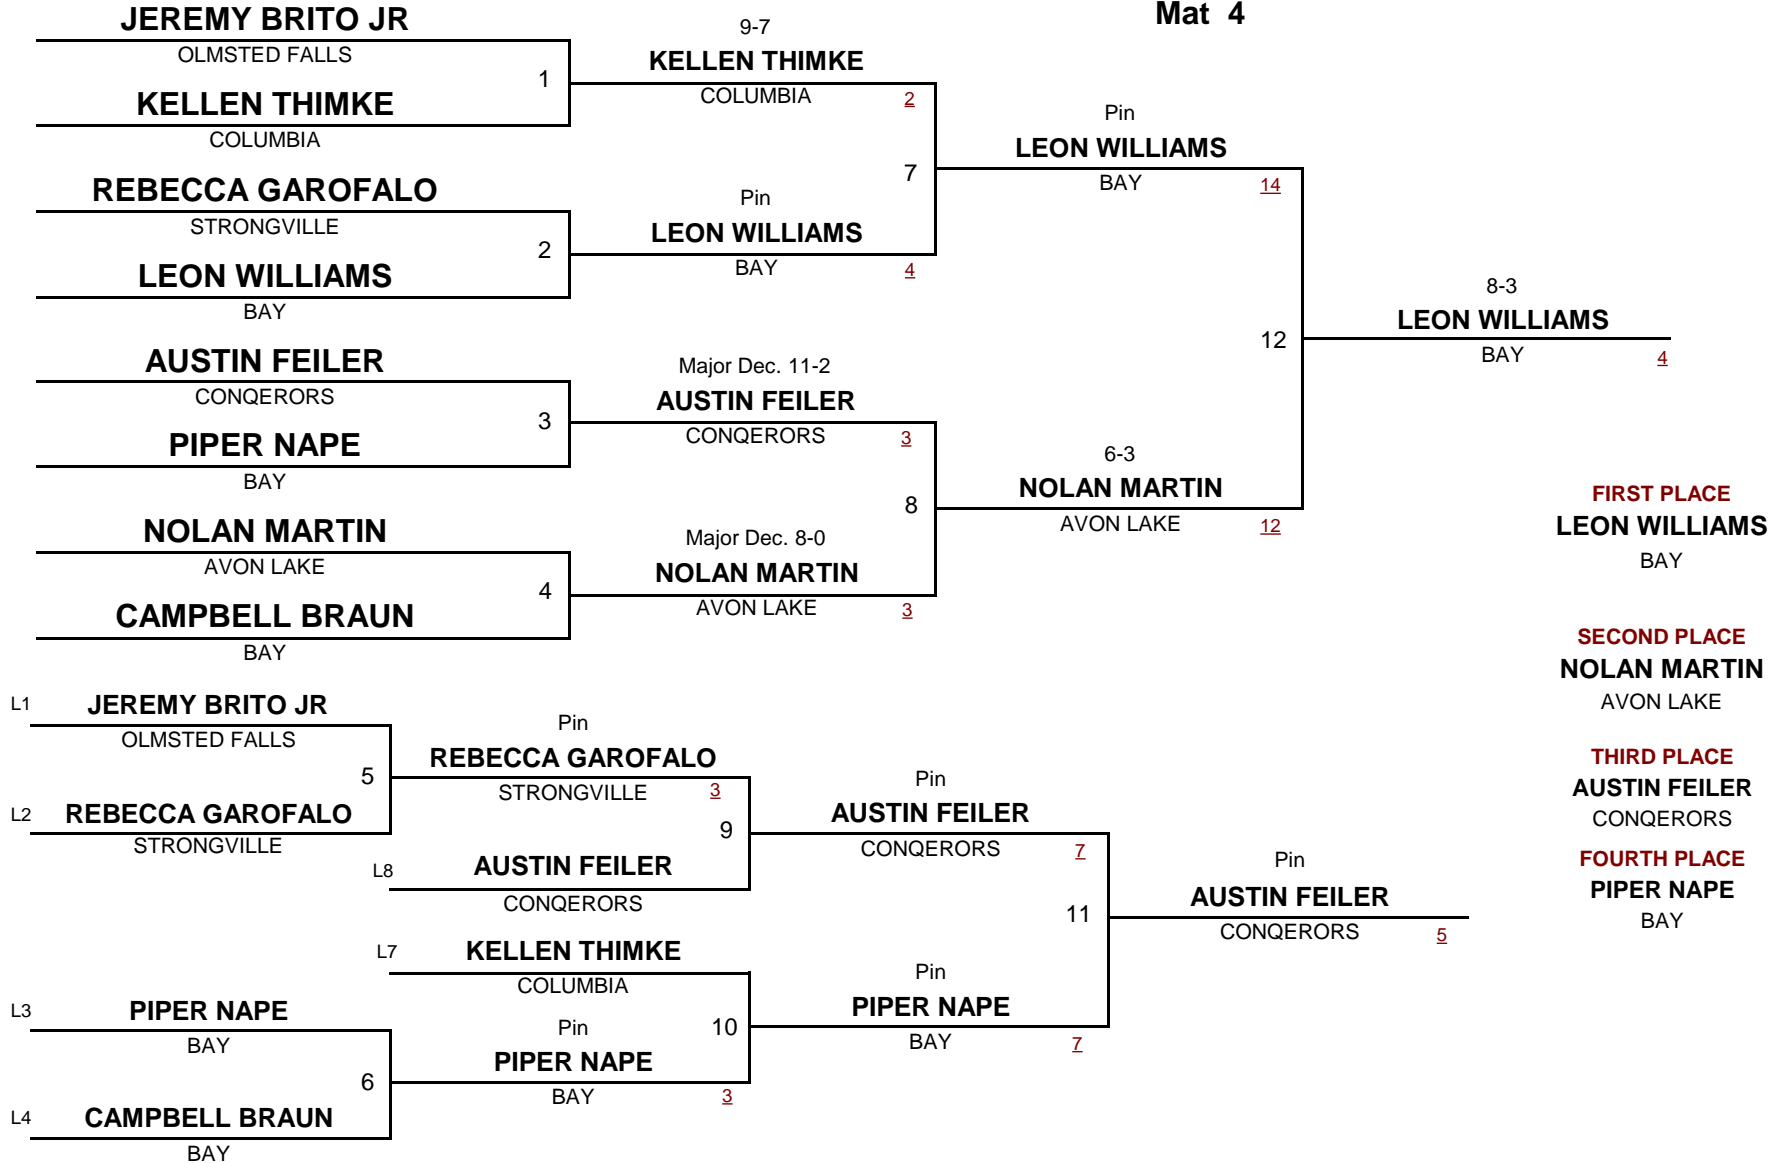 Mat 4
JEREMY BRITO JR
OLMSTED FALLS
1
KELLEN THIMKE
COLUMBIA
REBECCA GAROFALO
STRONGVILLE
2
LEON WILLIAMS
BAY
AUSTIN FEILER
CONQERORS
3
PIPER NAPE
BAY
NOLAN MARTIN
AVON LAKE
4
CAMPBELL BRAUN
BAY
9-7
KELLEN THIMKE
COLUMBIA 2
7
Pin
LEON WILLIAMS
BAY 4
Major Dec. 11-2
AUSTIN FEILER
CONQERORS 3
8
Major Dec. 8-0
NOLAN MARTIN
AVON LAKE 3
Pin
LEON WILLIAMS
BAY 14
12
6-3
NOLAN MARTIN
AVON LAKE 12
8-3
LEON WILLIAMS
BAY 4
FIRST PLACE
LEON WILLIAMS
BAY
SECOND PLACE
NOLAN MARTIN
AVON LAKE
THIRD PLACE
AUSTIN FEILER
CONQERORS
FOURTH PLACE
PIPER NAPE
BAY
L1 JEREMY BRITO JR
OLMSTED FALLS
5
L2 REBECCA GAROFALO
STRONGVILLE
Pin
REBECCA GAROFALO
STRONGVILLE 3
9
L8 AUSTIN FEILER
CONQERORS
L7 KELLEN THIMKE
COLUMBIA
10
L3 PIPER NAPE
BAY
6
L4 CAMPBELL BRAUN
BAY
Pin
PIPER NAPE
BAY 3
Pin
AUSTIN FEILER
CONQERORS 7
11
Pin
PIPER NAPE
BAY 7
Pin
AUSTIN FEILER
CONQERORS 5